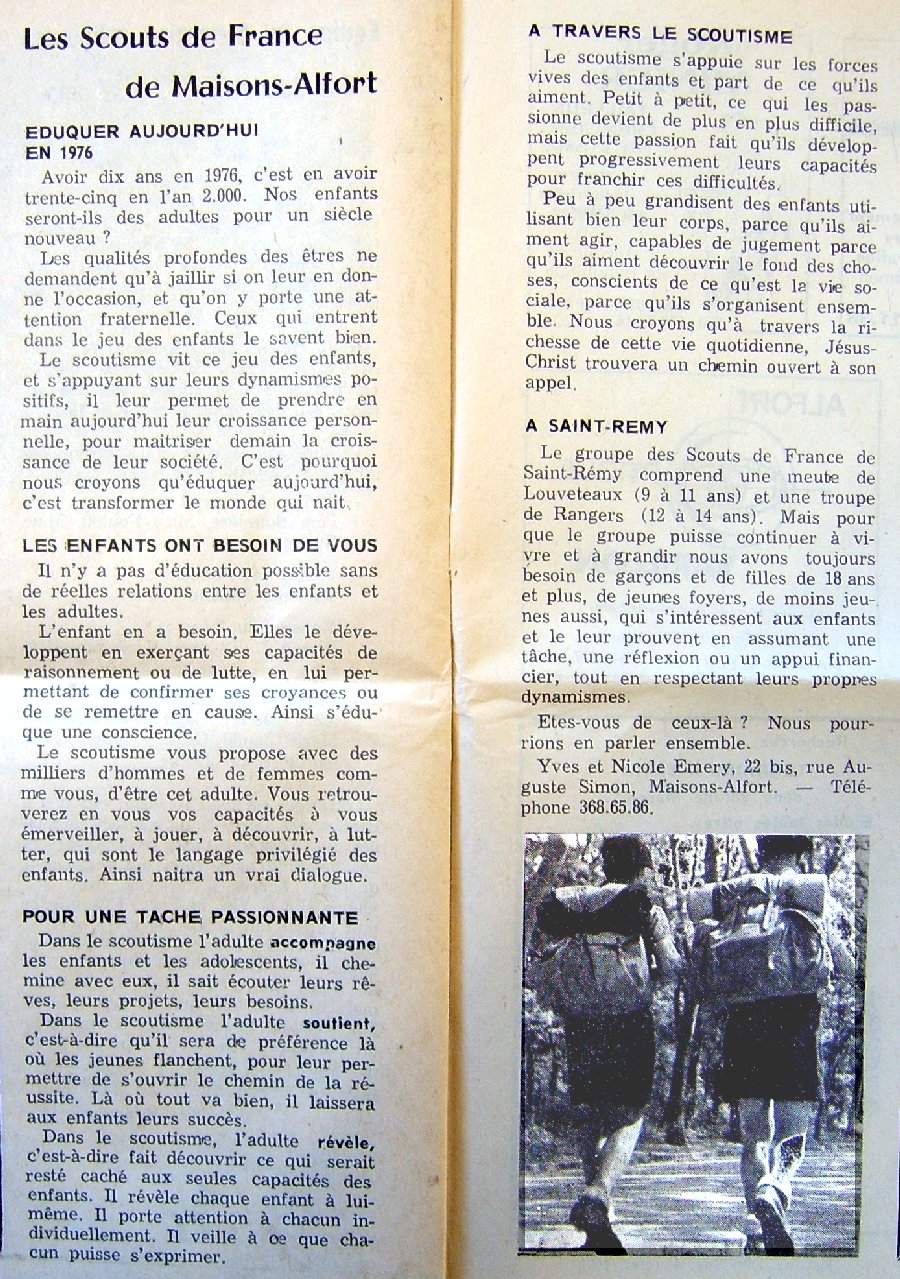 Les Scouts de France
de Maisons-Alfort
EDUQUER AUJOURD'HUI
EN 1976
Avoir dix ans en 1976, c'est en avoir
trente-cinq en l'an 2.000. Nos enfants
seront-ils des adultes pour un siècle
nouveau ?
Les qualités profondes des êtres ne
demandent qu'à jaillir si on leur en don-
ne l'occasion, et qu'on y porte une at-
tention fraternelle. Ceux qui entrent
dans le jeu des enfants le savent bien.
Le scoutisme vit ce jeu des enfants,
et s'appuyant sur leurs dynamismes po-
sitifs, il leur permet de prendre en
main aujourd'hui leur croissance person-
nelle, pour maitriser demain la crois-
sance de leur société. C'est pourquoi
nous croyons qu'éduquer aujourd'hui,
c'est transformer le monde qui nait.
LES ENFANTS ONT BESOIN DE VOUS
Il n'y a pas d'éducation possible sans
de réelles relations entre les enfants et
les adultes.
L'enfant en a besoin. Elles le déve-
loppent en exerçant ses capacités de
raisonnement ou de lutte, en lui per-
mettant de confirmer ses croyances ou
de se remettre en cause. Ainsi s'édu-
que une conscience.
Le scoutisme vous propose avec des
milliers d'hommes et de femmes com-
me vous, d'être cet adulte. Vous retrou-
verez en vous vos capacités à vous
émerveiller, à jouer, à découvrir, à lut-
ter, qui sont le langage privilégié des
enfants. Ainsi naitra un vrai dialogue.
POUR UNE TACHE PASSIONNANTE
Dans le scoutisme l'adulte accompagne
les enfants et les adolescents, il che-
mine avec eux, il sait écouter leurs rê-
ves, leurs projets, leurs besoins.
Dans le scoutisme l'adulte soutient,
c'est-à-dire qu'il sera de préférence là
où les jeunes flanchent, pour leur per-
mettre de s'ouvrir le chemin de la ré-
ussite. Là où tout va bien, il laissera
aux enfants leurs succès.
Dans le scoutisme, l'adulte révèle,
c'est-à-dire fait découvrir ce qui serait
resté caché aux seules capacités des
enfants. Il révèle chaque enfant à lui-
même. Il porte attention à chacun in-
dividuellement. Il veille à ce que cha-
cun puisse s'exprimer.
A TRAVERS LE SCOUTISME
Le scoutisme s'appuie sur les forces
vives des enfants et part de ce qu'ils
aiment. Petit à petit, ce qui les pas-
sionne devient de plus en plus difficile,
mais cette passion fait qu'ils dévelop-
pent progressivement leurs capacités
pour franchir ces difficultés.
Peu à peu grandisent des enfants uti-
lisant bien leur corps, parce qu'ils ai-
ment agir, capables de jugement parce
qu'ils aiment découvrir le fond des cho-
ses, conscients de ce qu'est la vie so-
ciale, parce qu'ils s'organisent ensem-
ble. Nous croyons qu'à travers la ri-
chesse de cette vie quotidienne, Jésus-
Christ trouvera un chemin ouvert à son
appel.
A SAINT-REMY
Le groupe des Scouts de France de
Saint-Rémy comprend une meute de
Louveteaux (9 à 11 ans) et une troupe
de Rangers (12 à 14 ans). Mais pour
que le groupe puisse continuer à vi-
vre et à grandir nous avons toujours
besoin de garçons et de filles de 18 ans
et plus, de jeunes foyers, de moins jeu-
nes aussi, qui s'intéressent aux enfants
et le leur prouvent en assumant une
tâche, une réflexion ou un appui finan-
cier, tout en respectant leurs propres
dynamismes.
Etes-vous de ceux-là ? Nous pour-
rions en parler ensemble.
Yves et Nicole Emery, 22 bis, rue Au-
guste Simon, Maisons-Alfort. — Télé-
phone 368.65.86.